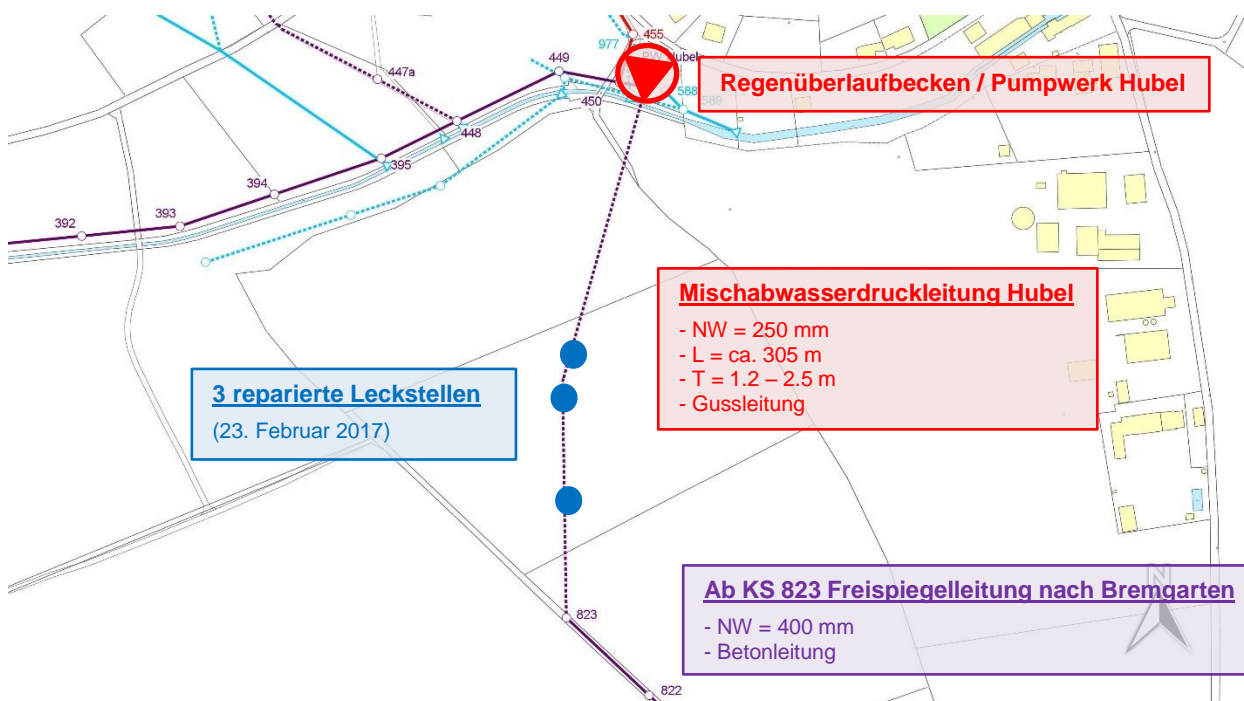 455
977
PW Hubel
449
447a
Regenüberlaufbecken / Pumpwerk Hubel
588
589
450
448
395
394
393
392
Mischabwasserdruckleitung Hubel
- NW = 250 mm
- L = ca. 305 m
- T = 1.2 – 2.5 m
- Gussleitung
3 reparierte Leckstellen
(23. Februar 2017)
Ab KS 823 Freispiegelleitung nach Bremgarten
- NW = 400 mm
- Betonleitung
N
823
822